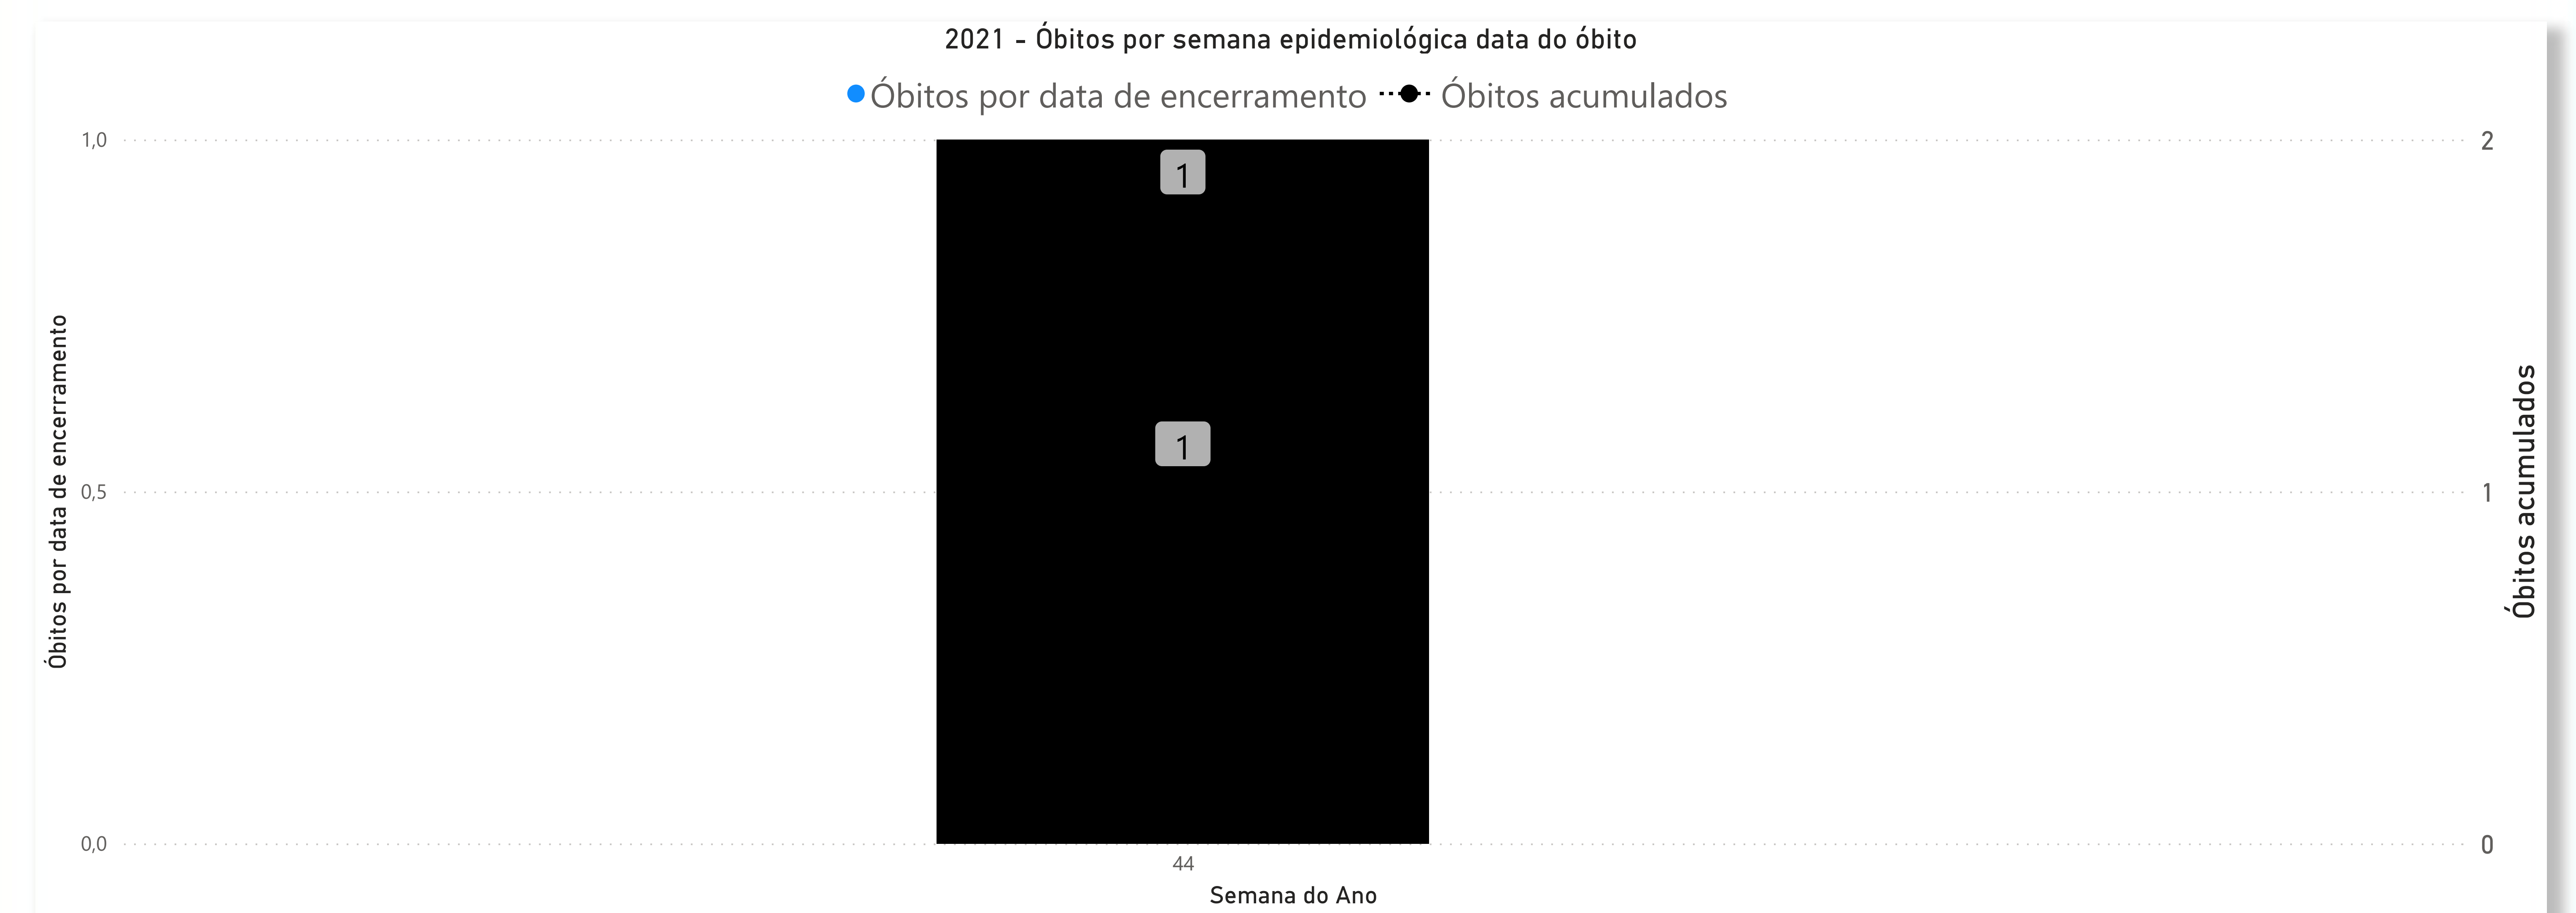 2021 - Óbitos por semana epidemiológica data do óbito
Óbitos por data de encerramento Óbitos acumulados
1,0
2
1
1
0,5
1
0,0
0
44
Semana do Ano
Óbitos por data de encerramento
Óbitos acumulados